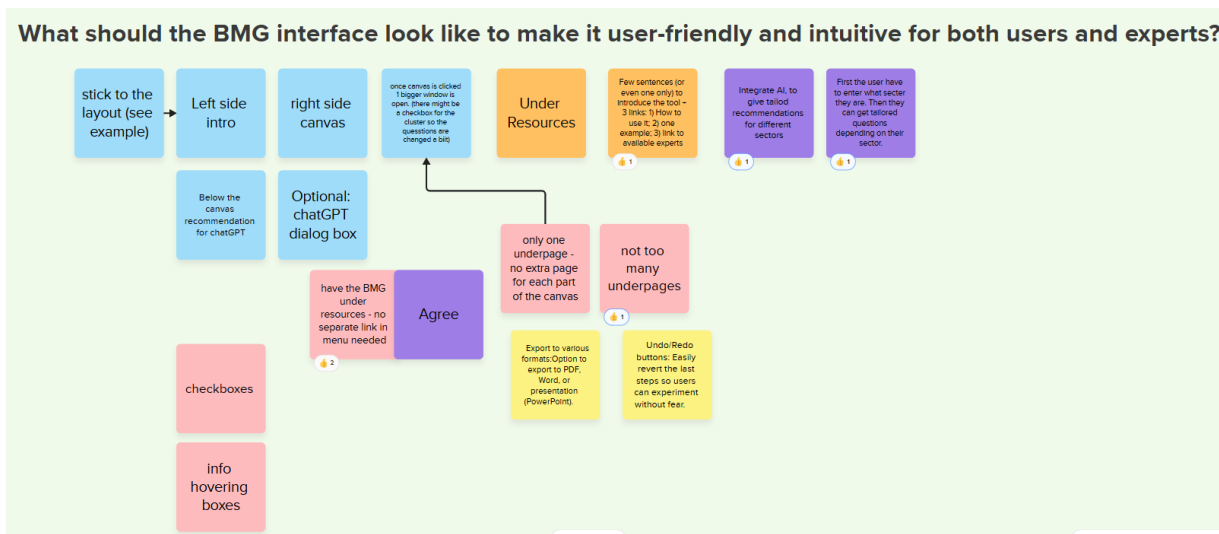 What should the BMG interface look like to make it user-friendly and intuitive for both users and experts?
stick to the
layout (see
example)
Left side
intro
right side
canvas
once canvas is clicked
1 bigger window is
open. (there might be
a checkbox for the
cluster so the
quesstions are
changed a biit)
Under
Resources
Few sentences (or
even one only) to
introduce the tool +
3 links: 1) How to
use it; 2) one
example; 3) link to
available experts
👍 1
Integrate AI, to
give tailod
recommendations
for different
sectors
👍 1
First the user have
to enter what secter
they are. Then they
can get tailored
questions
depending on their
sector.
👍 1
Below the
canvas
recommendation
for chatGPT
Optional:
chatGPT
dialog box
only one
underpage -
no extra page
for each part
of the canvas
not too
many
underpages
👍 1
have the BMG
under
resources - no
separate link in
menu needed
👍 2
Agree
Export to various
formats:Option to
export to PDF,
Word, or
presentation
(PowerPoint).
Undo/Redo
buttons: Easily
revert the last
steps so users
can experiment
without fear.
checkboxes
info
hovering
boxes